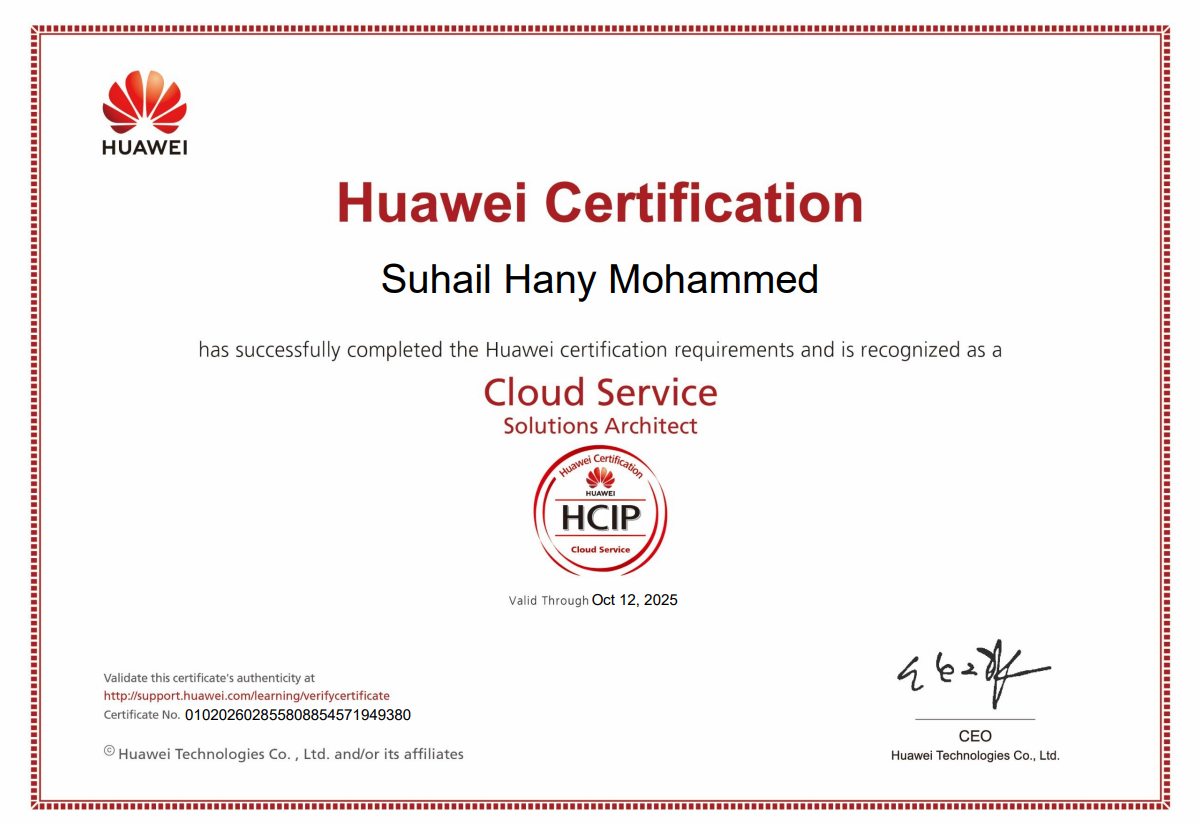 HUAWEI
Huawei Certification
Suhail Hany Mohammed
has successfully completed the Huawei certification requirements and is recognized as a
Cloud Service
Solutions Architect
Huawei Certification
HUAWEI
HCIP
Cloud Service
Valid Through Oct 12, 2025
Validate this certificate's authenticity at
http://support.huawei.com/learning/verifycertificate
Certificate No. 010202602855808854571949380
© Huawei Technologies Co. , Ltd. and/or its affiliates
CEO
Huawei Technologies Co., Ltd.